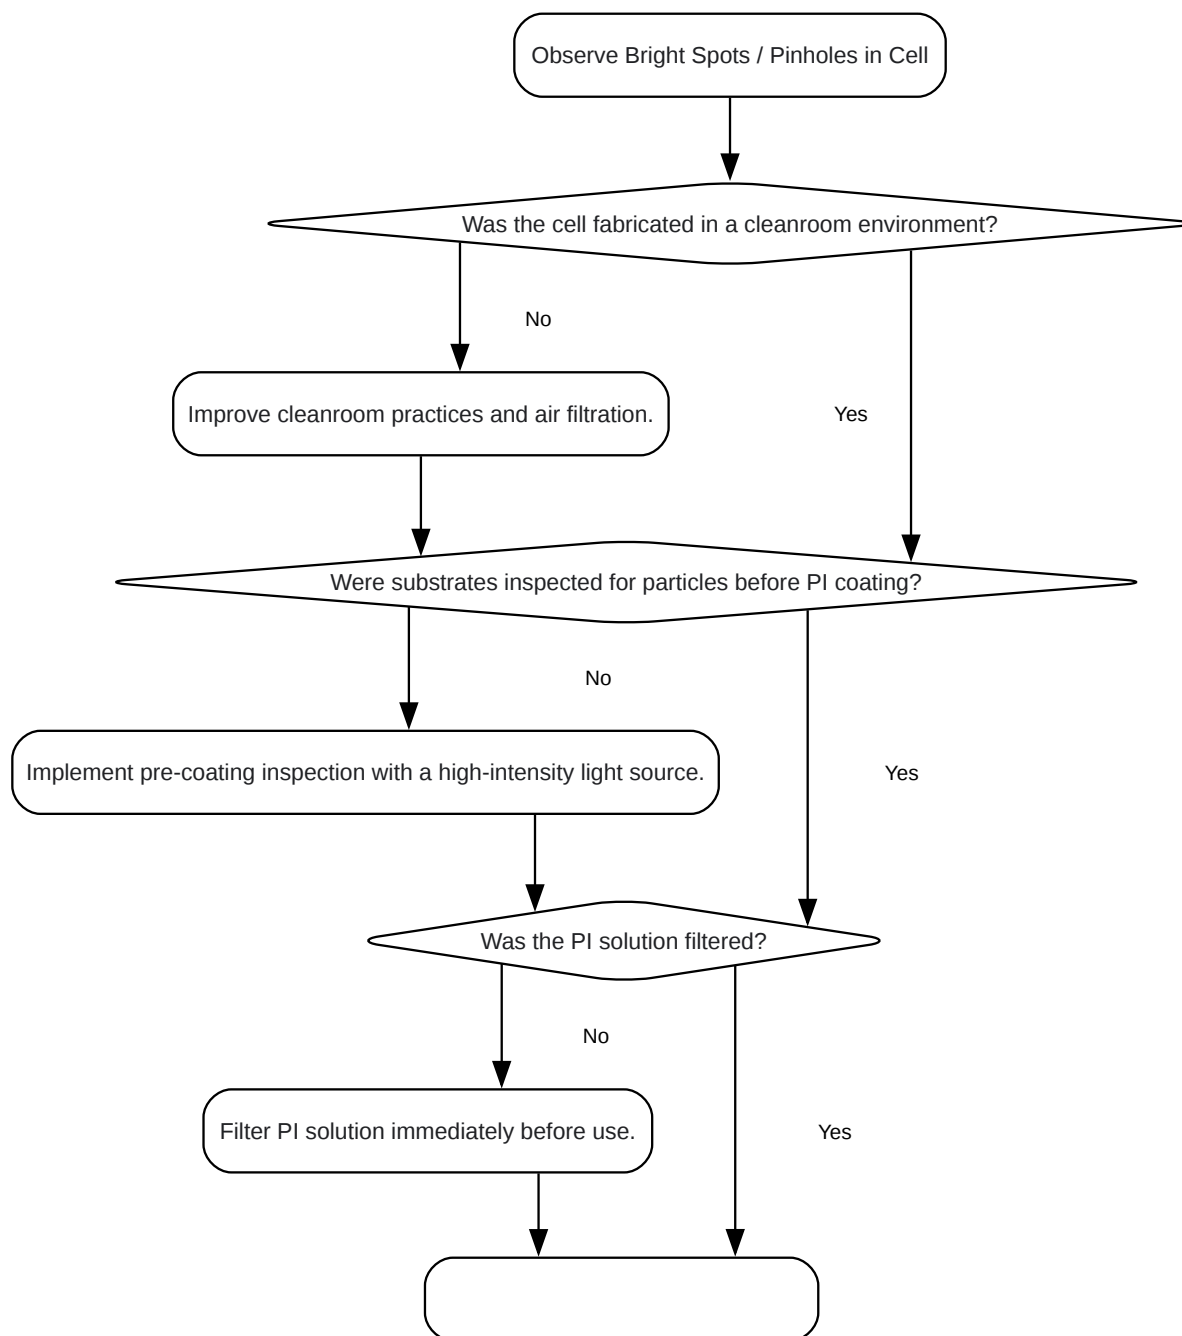 Observe Bright Spots / Pinholes in Cell
Was the cell fabricated in a cleanroom environment?
No
Improve cleanroom practices and air filtration.
Yes
Were substrates inspected for particles before PI coating?
No
Implement pre-coating inspection with a high-intensity light source.
Yes
Was the PI solution filtered?
No
Filter PI solution immediately before use.
Yes